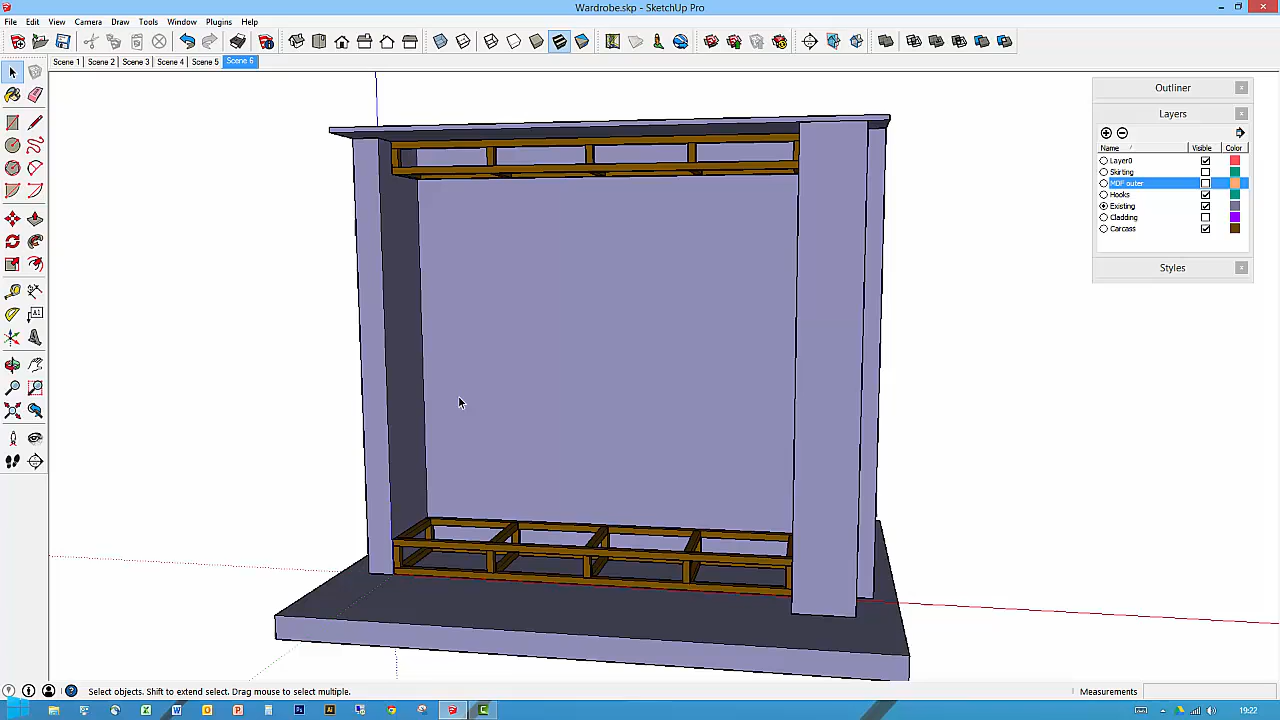 Wardrobe.skp - SketchUp Pro
File Edit View Camera Draw Tools Window Plugins Help
Scene 1 Scene 2 Scene 3 Scene 4 Scene 5 Scene 6
Outliner
Layers
Name Visible Color
Layer0
Skirting
MDF outer
Hooks
Existing
Cladding
Carcass
Styles
Select objects. Shift to extend select. Drag mouse to select multiple.
Measurements
19:22